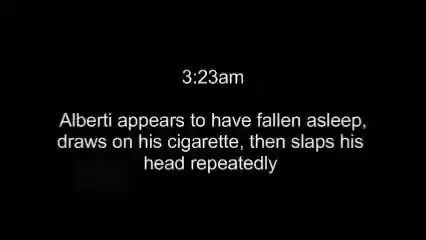 3:23am
Alberti appears to have fallen asleep,
draws on his cigarette, then slaps his
head repeatedly